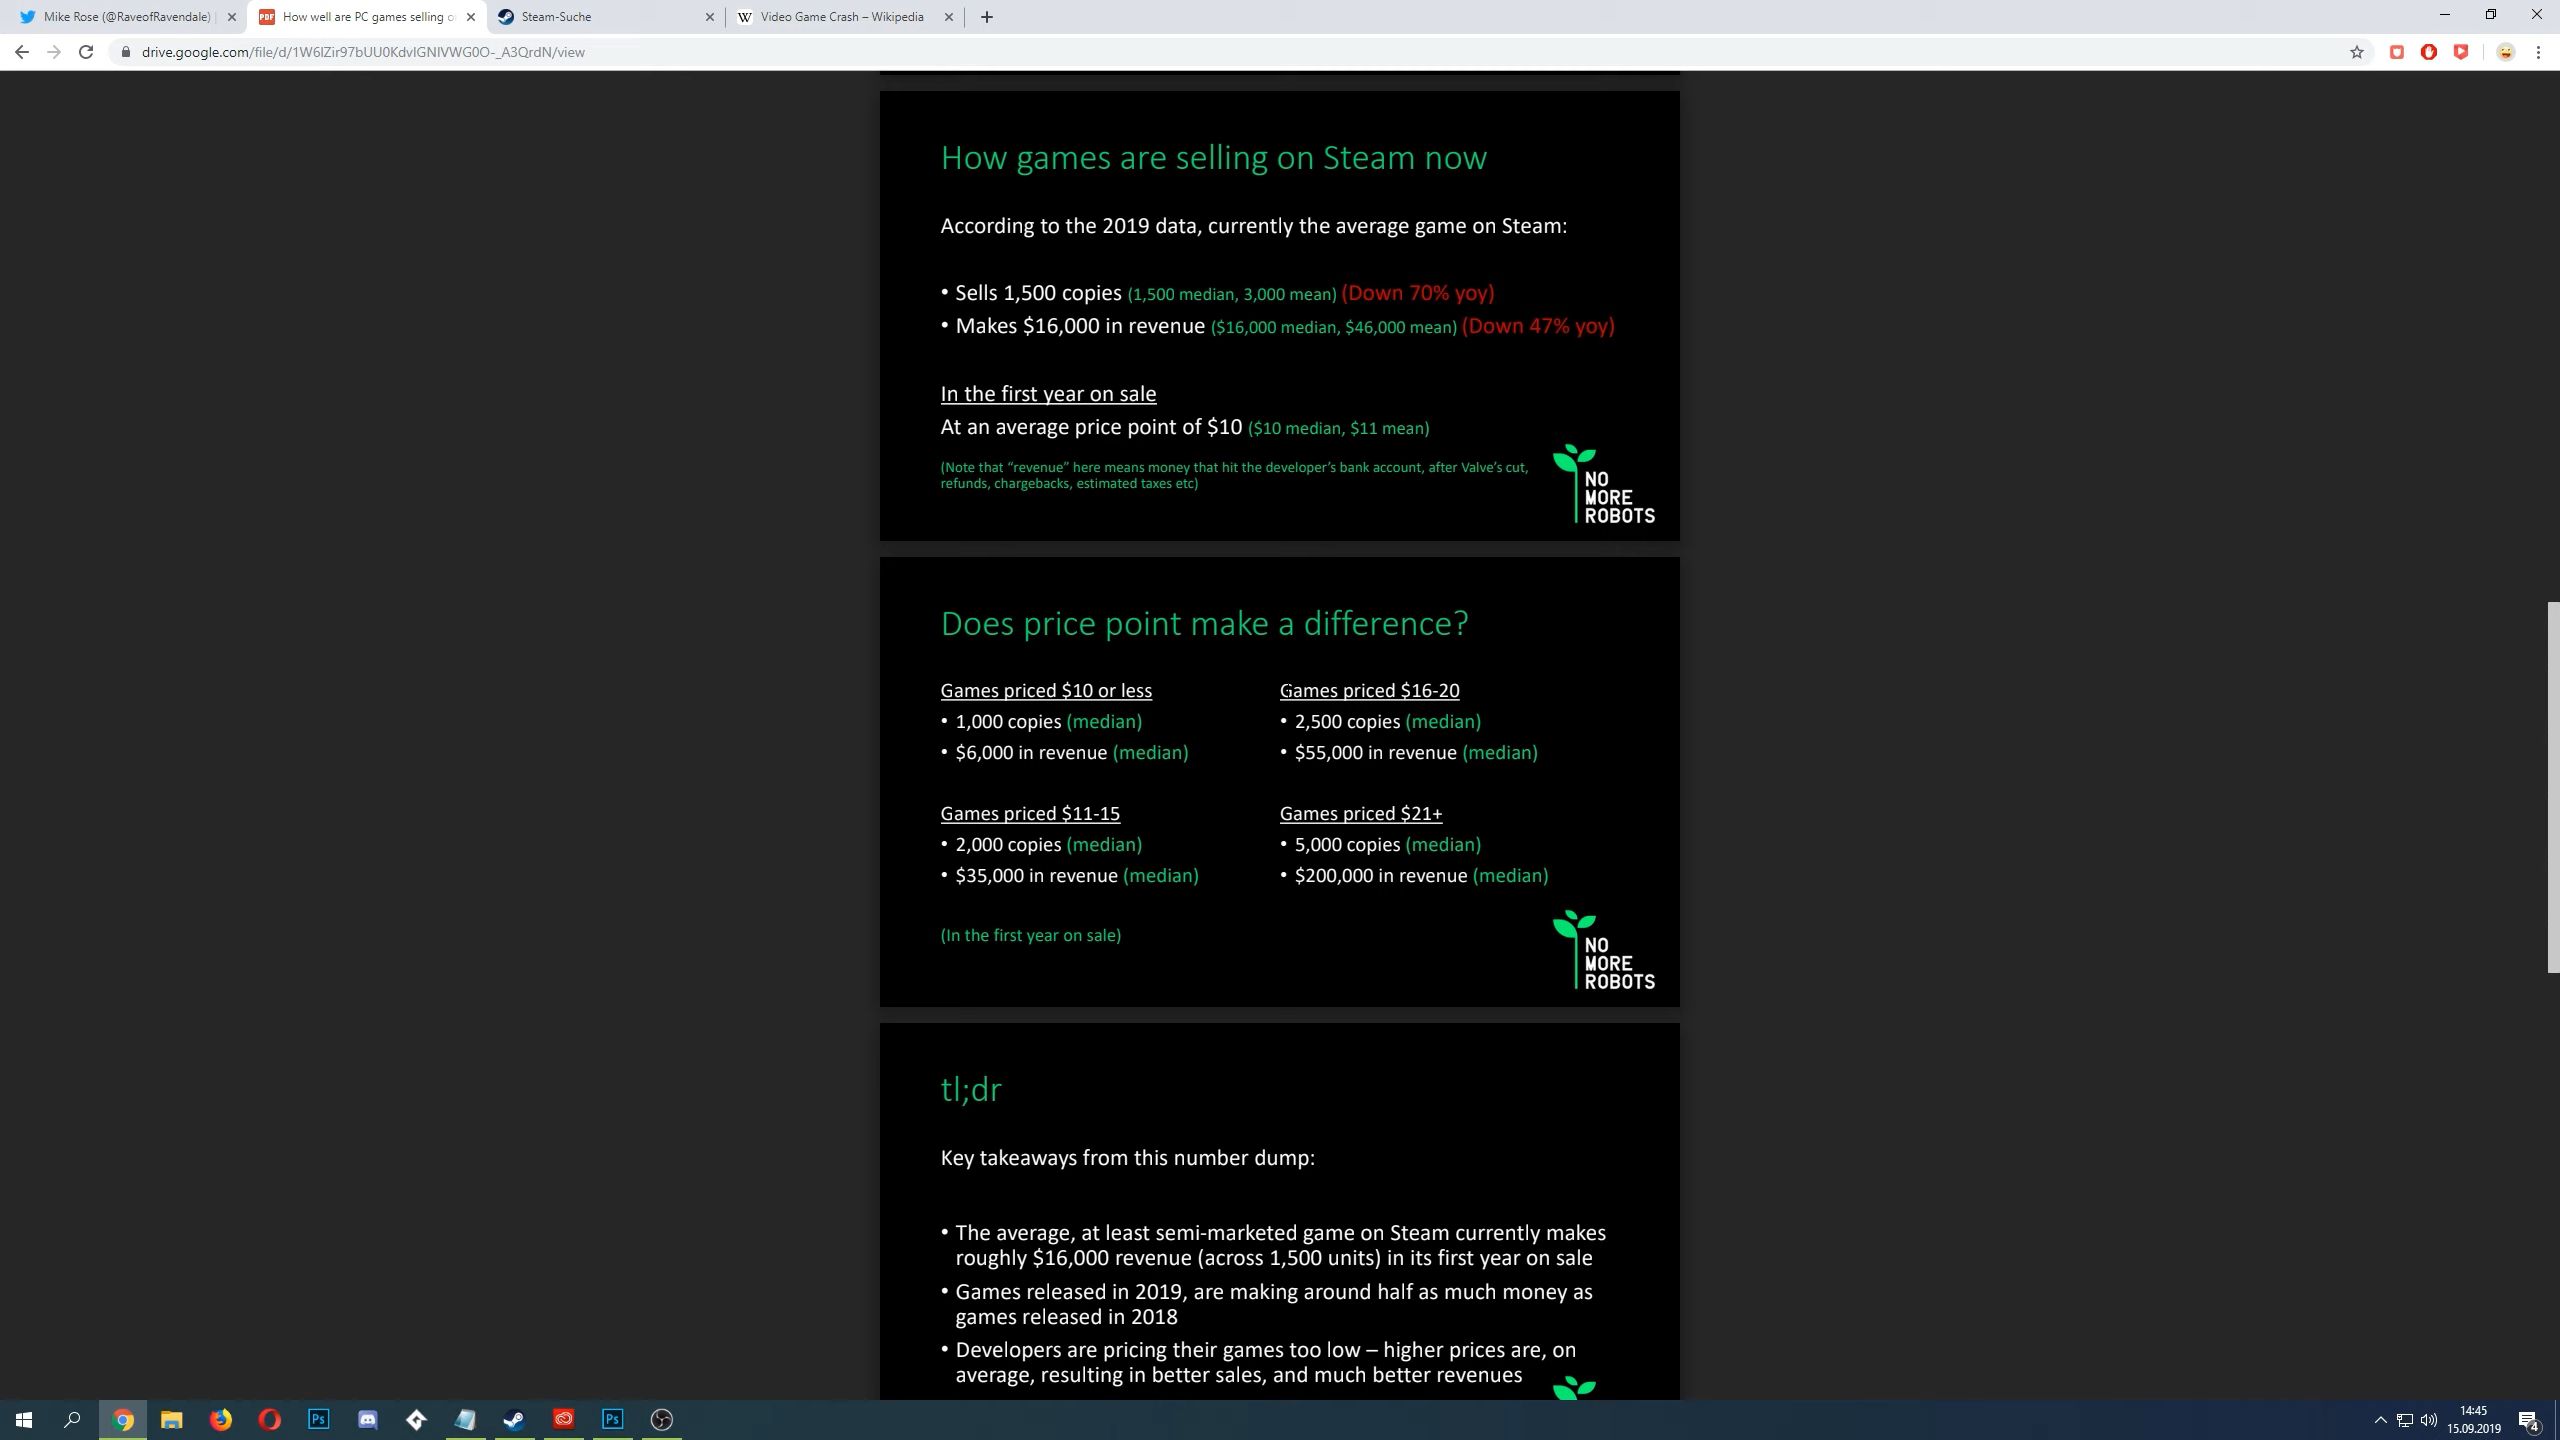 Mike Rose (@RaveofRavendale) |
How well are PC games selling o
Steam-Suche
Video Game Crash – Wikipedia
drive.google.com/file/d/1W6lZir97bUU0KdvIGNIVWG0O-_A3QrdN/view
How games are selling on Steam now
According to the 2019 data, currently the average game on Steam:
• Sells 1,500 copies (1,500 median, 3,000 mean) (Down 70% yoy)
• Makes $16,000 in revenue ($16,000 median, $46,000 mean) (Down 47% yoy)
In the first year on sale
At an average price point of $10 ($10 median, $11 mean)
(Note that “revenue” here means money that hit the developer’s bank account, after Valve’s cut,
refunds, chargebacks, estimated taxes etc)
NO
MORE
ROBOTS
Does price point make a difference?
Games priced $10 or less
• 1,000 copies (median)
• $6,000 in revenue (median)
Games priced $11-15
• 2,000 copies (median)
• $35,000 in revenue (median)
(In the first year on sale)
Games priced $16-20
• 2,500 copies (median)
• $55,000 in revenue (median)
Games priced $21+
• 5,000 copies (median)
• $200,000 in revenue (median)
NO
MORE
ROBOTS
tl;dr
Key takeaways from this number dump:
• The average, at least semi-marketed game on Steam currently makes
roughly $16,000 revenue (across 1,500 units) in its first year on sale
• Games released in 2019, are making around half as much money as
games released in 2018
• Developers are pricing their games too low – higher prices are, on
average, resulting in better sales, and much better revenues
Ps
Ps
14:45
15.09.2019
4